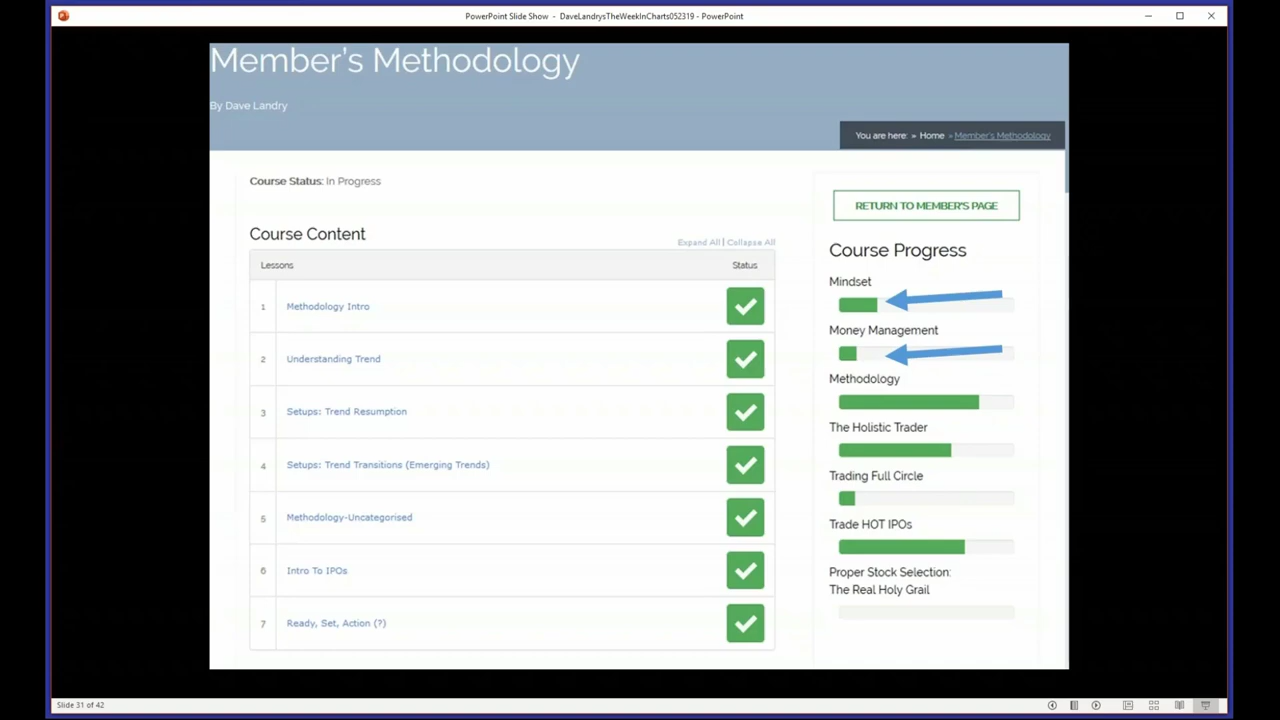 PowerPoint Slide Show - DaveLandrysTheWeekInCharts052319 - PowerPoint
Member's Methodology
By Dave Landry
You are here: » Home » Member's Methodology
Course Status: In Progress
RETURN TO MEMBER'S PAGE
Course Content
Expand All | Collapse All
Lessons Status
1 Methodology Intro
2 Understanding Trend
3 Setups: Trend Resumption
4 Setups: Trend Transitions (Emerging Trends)
5 Methodology-Uncategorised
6 Intro To IPOs
7 Ready, Set, Action (?)
Course Progress
Mindset
Money Management
Methodology
The Holistic Trader
Trading Full Circle
Trade HOT IPOs
Proper Stock Selection:
The Real Holy Grail
Slide 31 of 42